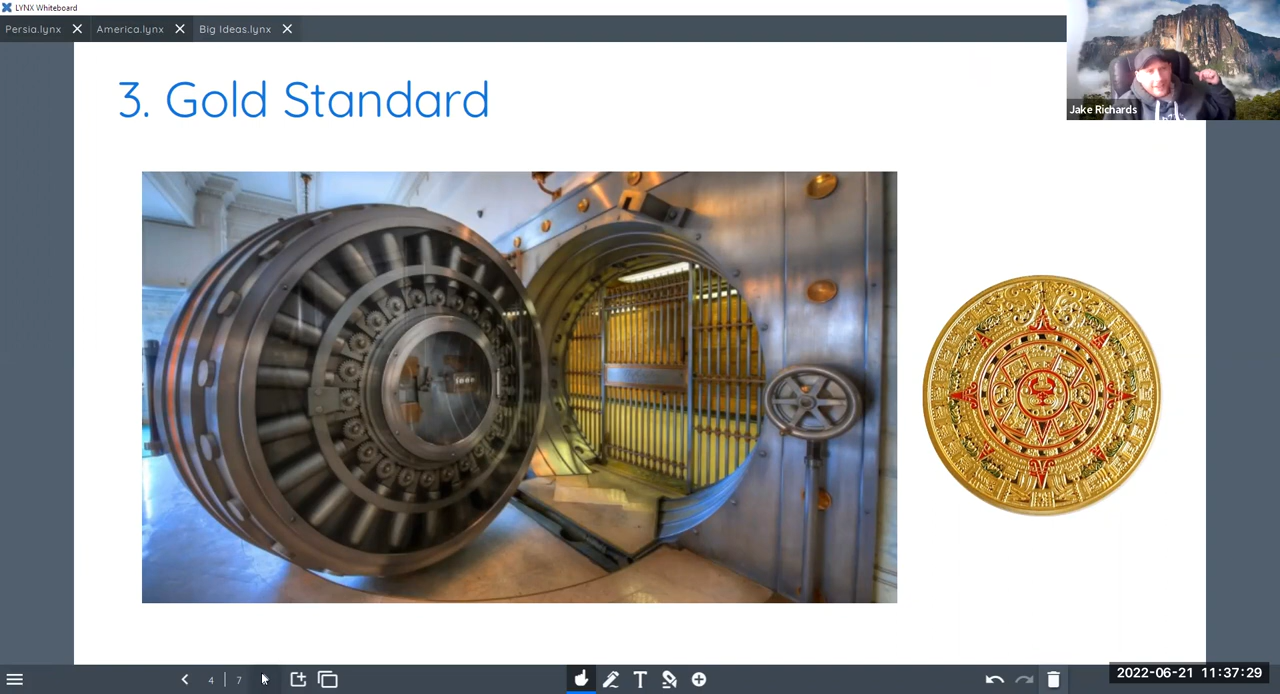 LYNX Whiteboard
Persia.lynx America.lynx Big Ideas.lynx
Jake Richards
3. Gold Standard
4 7
T
2022-06-21 11:37:29